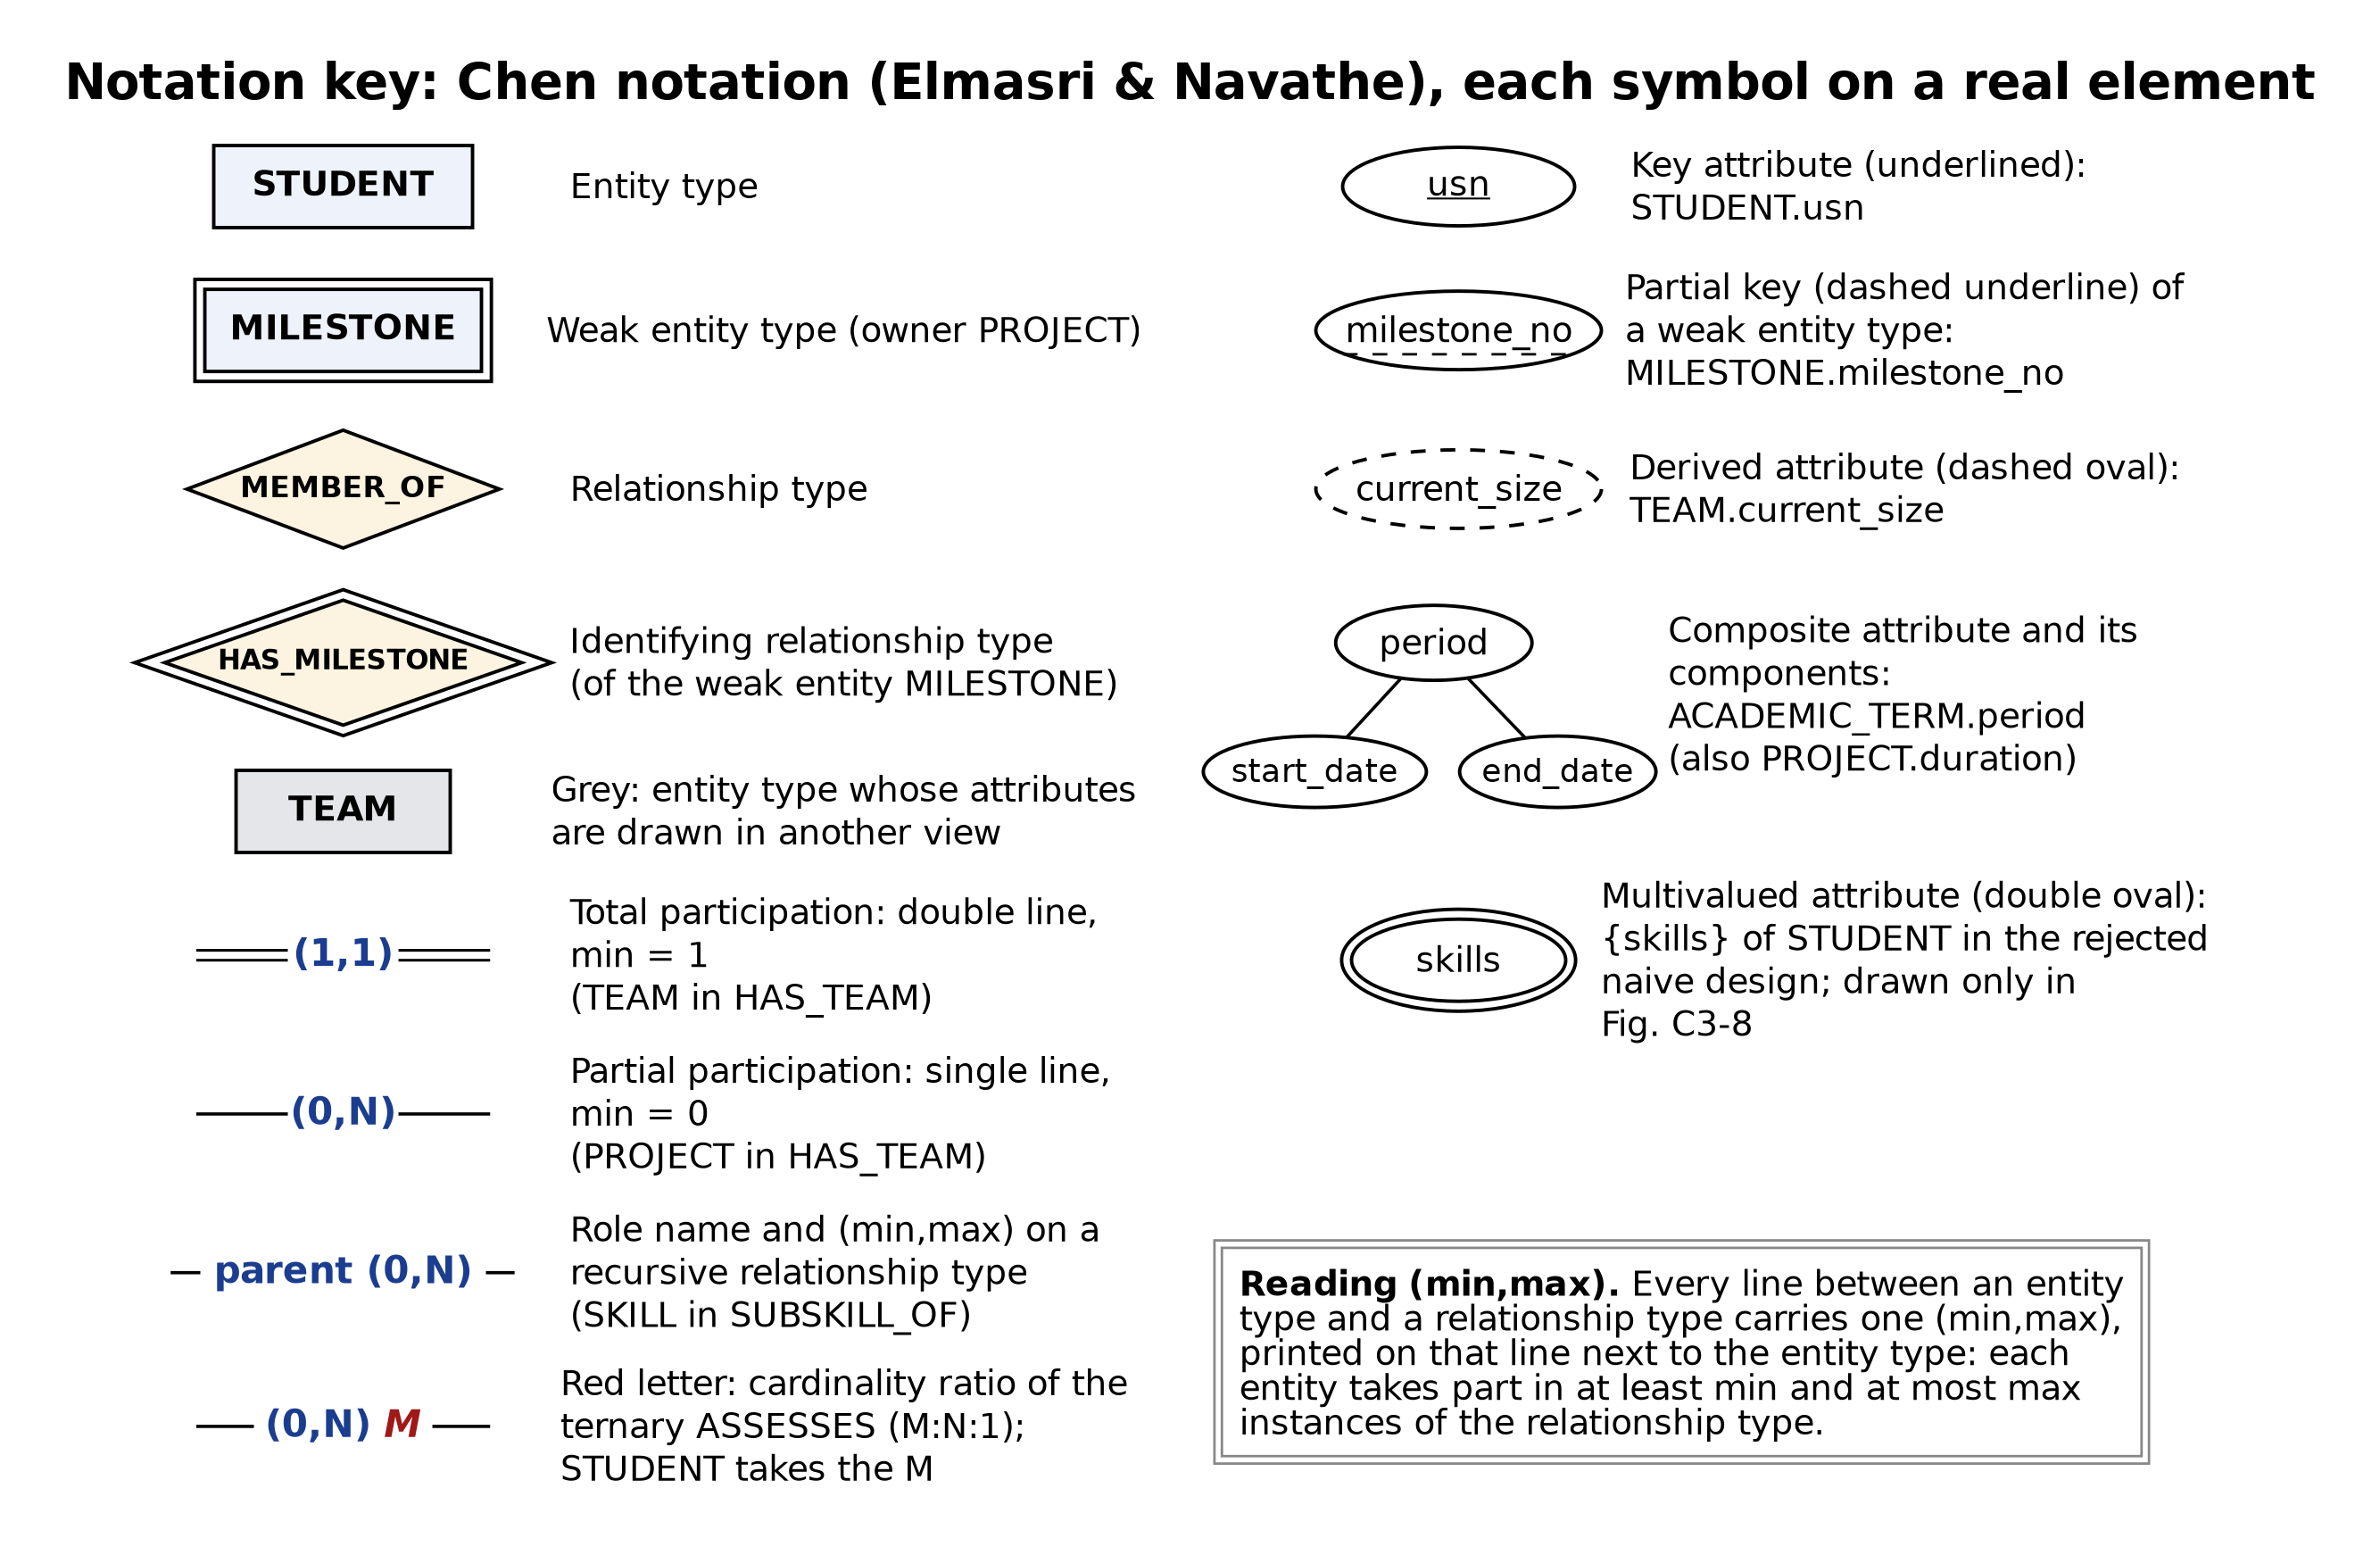 Notation key: Chen notation (Elmasri & Navathe), each symbol on a real element
STUDENT
Entity type
MILESTONE
Weak entity type (owner PROJECT)
MEMBER_OF
Relationship type
HAS_MILESTONE
Identifying relationship type
(of the weak entity MILESTONE)
TEAM
Grey: entity type whose attributes
are drawn in another view
(1,1)
Total participation: double line,
min = 1
(TEAM in HAS_TEAM)
(0,N)
Partial participation: single line,
min = 0
(PROJECT in HAS_TEAM)
parent (0,N)
Role name and (min,max) on a
recursive relationship type
(SKILL in SUBSKILL_OF)
(0,N) M
Red letter: cardinality ratio of the
ternary ASSESSES (M:N:1);
STUDENT takes the M
usn
Key attribute (underlined):
STUDENT.usn
milestone_no
Partial key (dashed underline) of
a weak entity type:
MILESTONE.milestone_no
current_size
Derived attribute (dashed oval):
TEAM.current_size
period
start_date
end_date
Composite attribute and its
components:
ACADEMIC_TERM.period
(also PROJECT.duration)
skills
Multivalued attribute (double oval):
{skills} of STUDENT in the rejected
naive design; drawn only in
Fig. C3-8
Reading (min,max). Every line between an entity
type and a relationship type carries one (min,max),
printed on that line next to the entity type: each
entity takes part in at least min and at most max
instances of the relationship type.